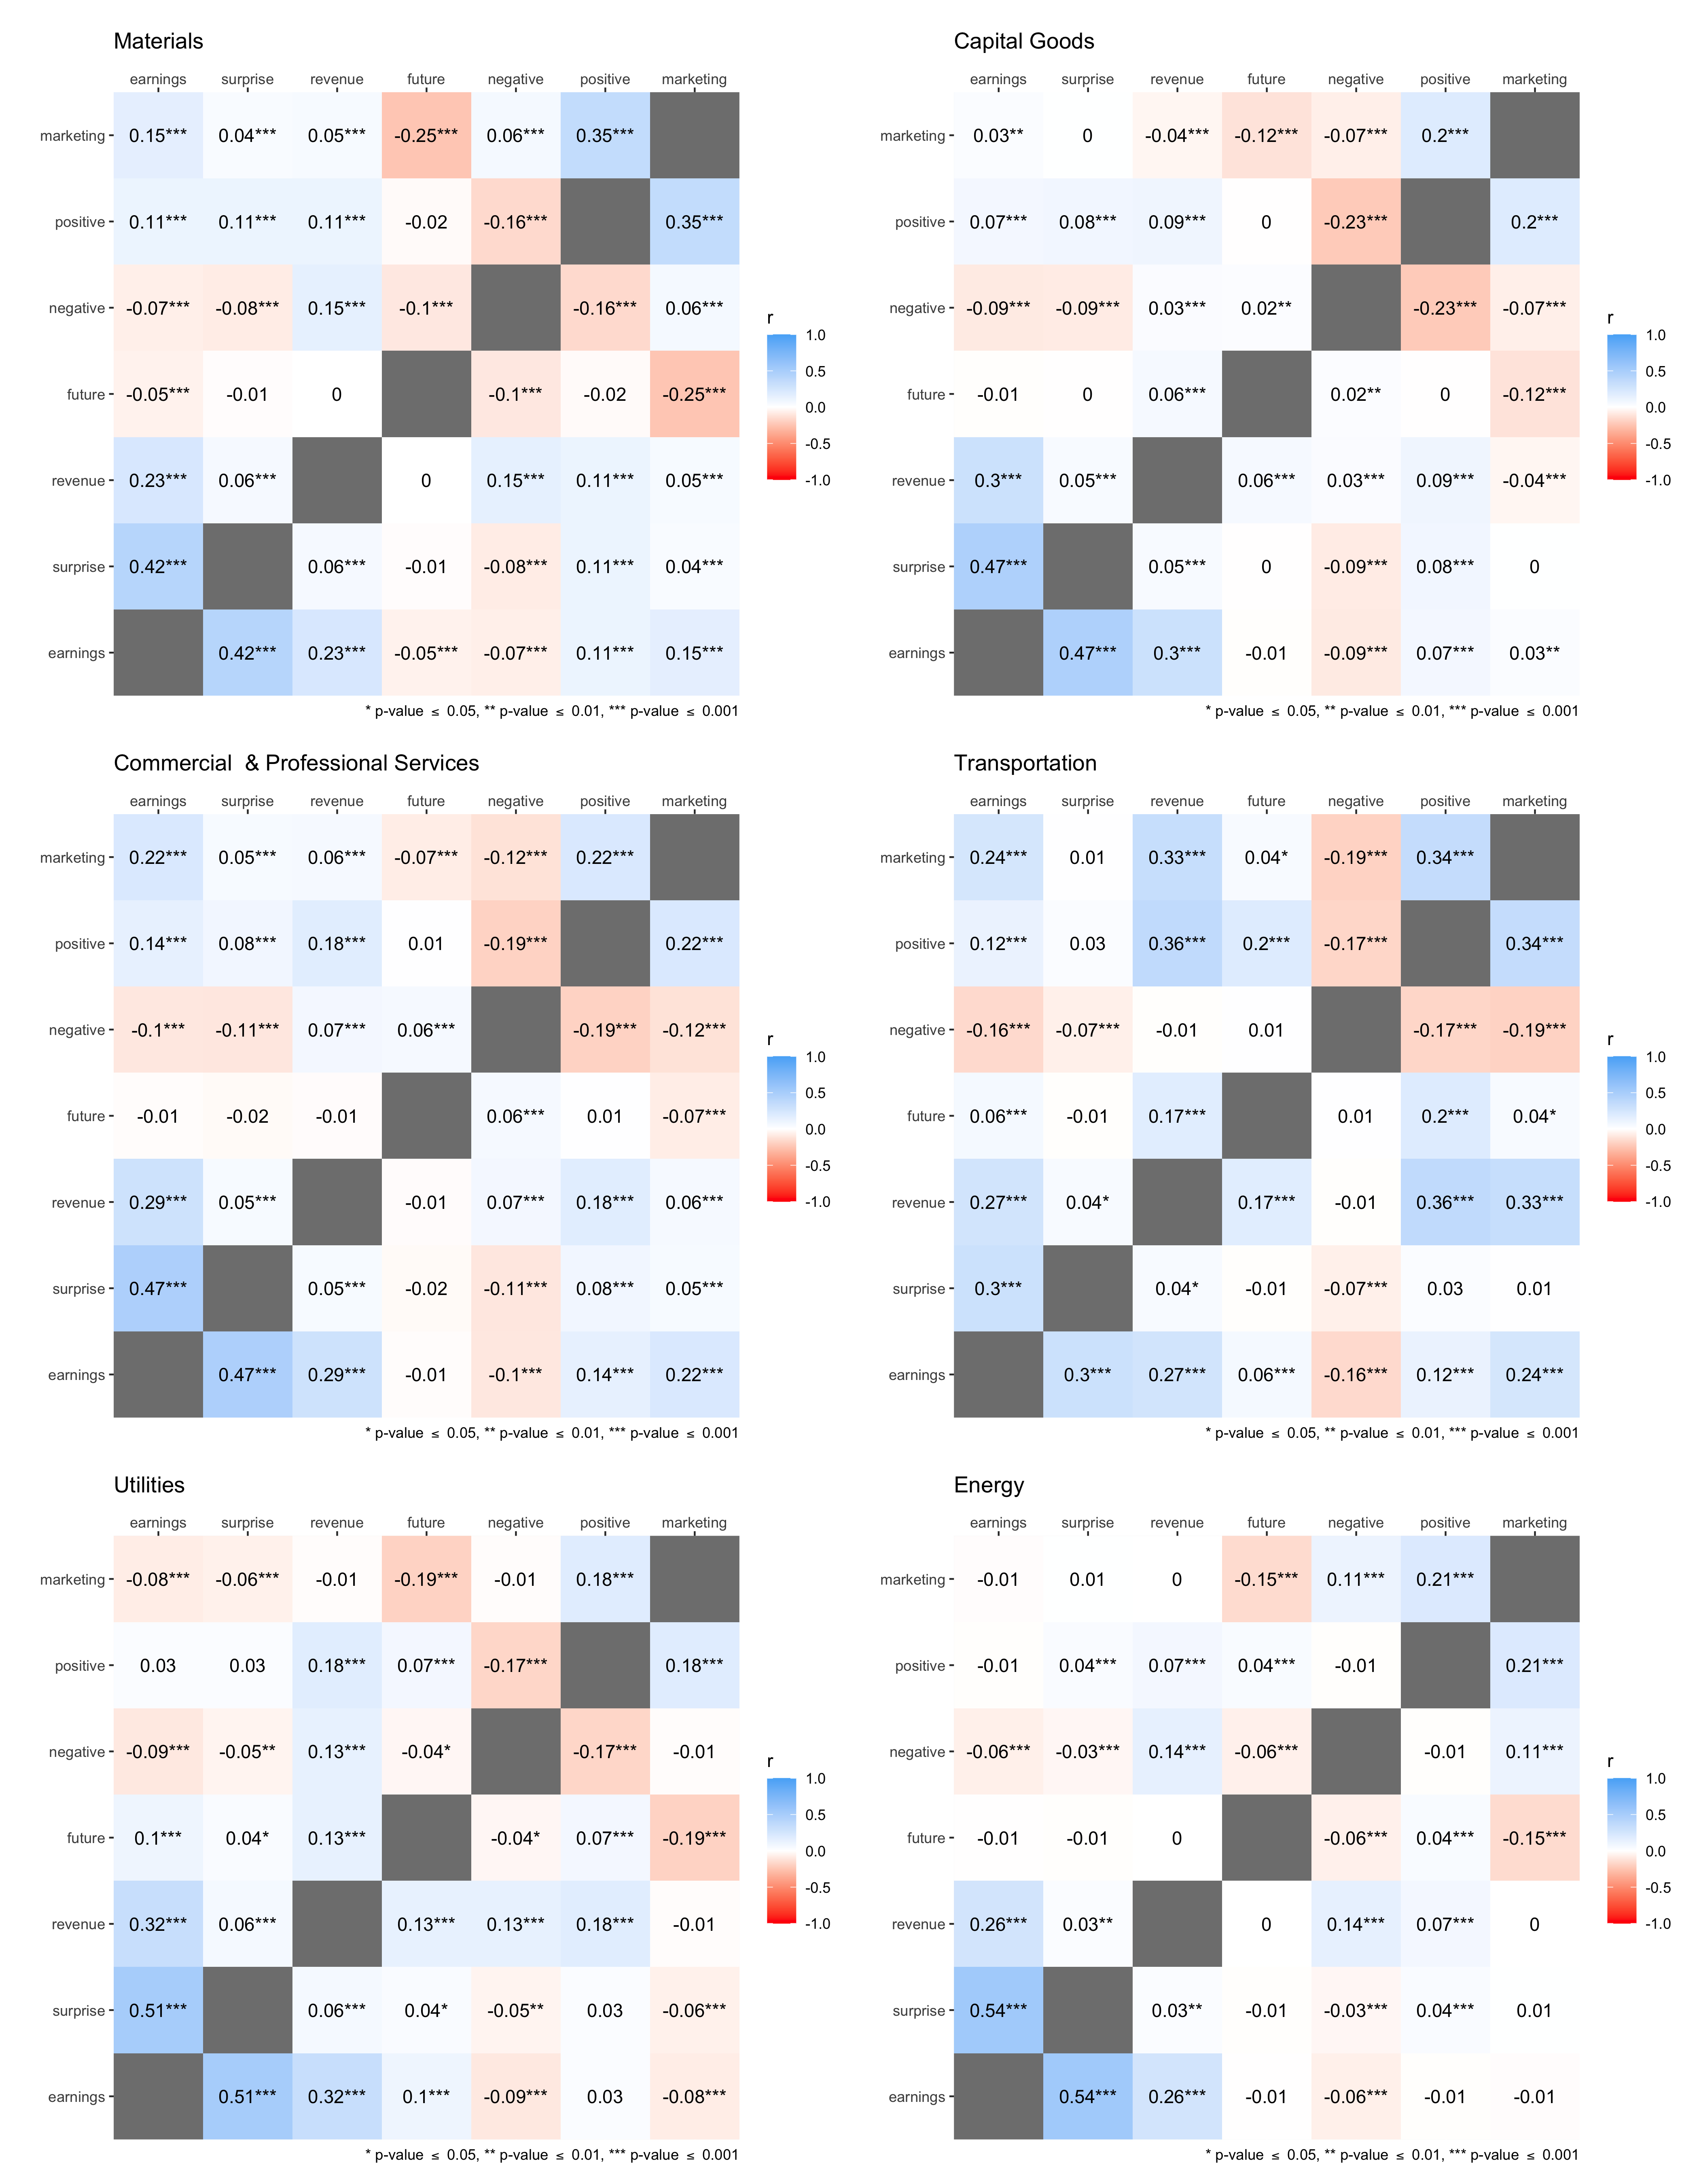 Materials
earnings surprise revenue future negative positive marketing
marketing 0.15*** 0.04*** 0.05*** -0.25*** 0.06*** 0.35***
positive 0.11*** 0.11*** 0.11*** -0.02 -0.16*** 0.35***
negative -0.07*** -0.08*** 0.15*** -0.1*** -0.16*** 0.06***
future -0.05*** -0.01 0 -0.1*** -0.02 -0.25***
revenue 0.23*** 0.06*** 0 0.15*** 0.11*** 0.05***
surprise 0.42*** 0.06*** -0.01 -0.08*** 0.11*** 0.04***
earnings 0.42*** 0.23*** -0.05*** -0.07*** 0.11*** 0.15***
r
1.0
0.5
0.0
-0.5
-1.0
* p-value ≤ 0.05, ** p-value ≤ 0.01, *** p-value ≤ 0.001
Capital Goods
earnings surprise revenue future negative positive marketing
marketing 0.03** 0 -0.04*** -0.12*** -0.07*** 0.2***
positive 0.07*** 0.08*** 0.09*** 0 -0.23*** 0.2***
negative -0.09*** -0.09*** 0.03*** 0.02** -0.23*** -0.07***
future -0.01 0 0.06*** 0.02** 0 -0.12***
revenue 0.3*** 0.05*** 0.06*** 0.03*** 0.09*** -0.04***
surprise 0.47*** 0.05*** 0 -0.09*** 0.08*** 0
earnings 0.47*** 0.3*** -0.01 -0.09*** 0.07*** 0.03**
r
1.0
0.5
0.0
-0.5
-1.0
* p-value ≤ 0.05, ** p-value ≤ 0.01, *** p-value ≤ 0.001
Commercial  & Professional Services
earnings surprise revenue future negative positive marketing
marketing 0.22*** 0.05*** 0.06*** -0.07*** -0.12*** 0.22***
positive 0.14*** 0.08*** 0.18*** 0.01 -0.19*** 0.22***
negative -0.1*** -0.11*** 0.07*** 0.06*** -0.19*** -0.12***
future -0.01 -0.02 -0.01 0.06*** 0.01 -0.07***
revenue 0.29*** 0.05*** -0.01 0.07*** 0.18*** 0.06***
surprise 0.47*** 0.05*** -0.02 -0.11*** 0.08*** 0.05***
earnings 0.47*** 0.29*** -0.01 -0.1*** 0.14*** 0.22***
r
1.0
0.5
0.0
-0.5
-1.0
* p-value ≤ 0.05, ** p-value ≤ 0.01, *** p-value ≤ 0.001
Transportation
earnings surprise revenue future negative positive marketing
marketing 0.24*** 0.01 0.33*** 0.04* -0.19*** 0.34***
positive 0.12*** 0.03 0.36*** 0.2*** -0.17*** 0.34***
negative -0.16*** -0.07*** -0.01 0.01 -0.17*** -0.19***
future 0.06*** -0.01 0.17*** 0.01 0.2*** 0.04*
revenue 0.27*** 0.04* 0.17*** -0.01 0.36*** 0.33***
surprise 0.3*** 0.04* -0.01 -0.07*** 0.03 0.01
earnings 0.3*** 0.27*** 0.06*** -0.16*** 0.12*** 0.24***
r
1.0
0.5
0.0
-0.5
-1.0
* p-value ≤ 0.05, ** p-value ≤ 0.01, *** p-value ≤ 0.001
Utilities
earnings surprise revenue future negative positive marketing
marketing -0.08*** -0.06*** -0.01 -0.19*** -0.01 0.18***
positive 0.03 0.03 0.18*** 0.07*** -0.17*** 0.18***
negative -0.09*** -0.05** 0.13*** -0.04* -0.17*** -0.01
future 0.1*** 0.04* 0.13*** -0.04* 0.07*** -0.19***
revenue 0.32*** 0.06*** 0.13*** 0.13*** 0.18*** -0.01
surprise 0.51*** 0.06*** 0.04* -0.05** 0.03 -0.06***
earnings 0.51*** 0.32*** 0.1*** -0.09*** 0.03 -0.08***
r
1.0
0.5
0.0
-0.5
-1.0
* p-value ≤ 0.05, ** p-value ≤ 0.01, *** p-value ≤ 0.001
Energy
earnings surprise revenue future negative positive marketing
marketing -0.01 0.01 0 -0.15*** 0.11*** 0.21***
positive -0.01 0.04*** 0.07*** 0.04*** -0.01 0.21***
negative -0.06*** -0.03*** 0.14*** -0.06*** -0.01 0.11***
future -0.01 -0.01 0 -0.06*** 0.04*** -0.15***
revenue 0.26*** 0.03** 0 0.14*** 0.07*** 0
surprise 0.54*** 0.03** -0.01 -0.03*** 0.04*** 0.01
earnings 0.54*** 0.26*** -0.01 -0.06*** -0.01 -0.01
r
1.0
0.5
0.0
-0.5
-1.0
* p-value ≤ 0.05, ** p-value ≤ 0.01, *** p-value ≤ 0.001